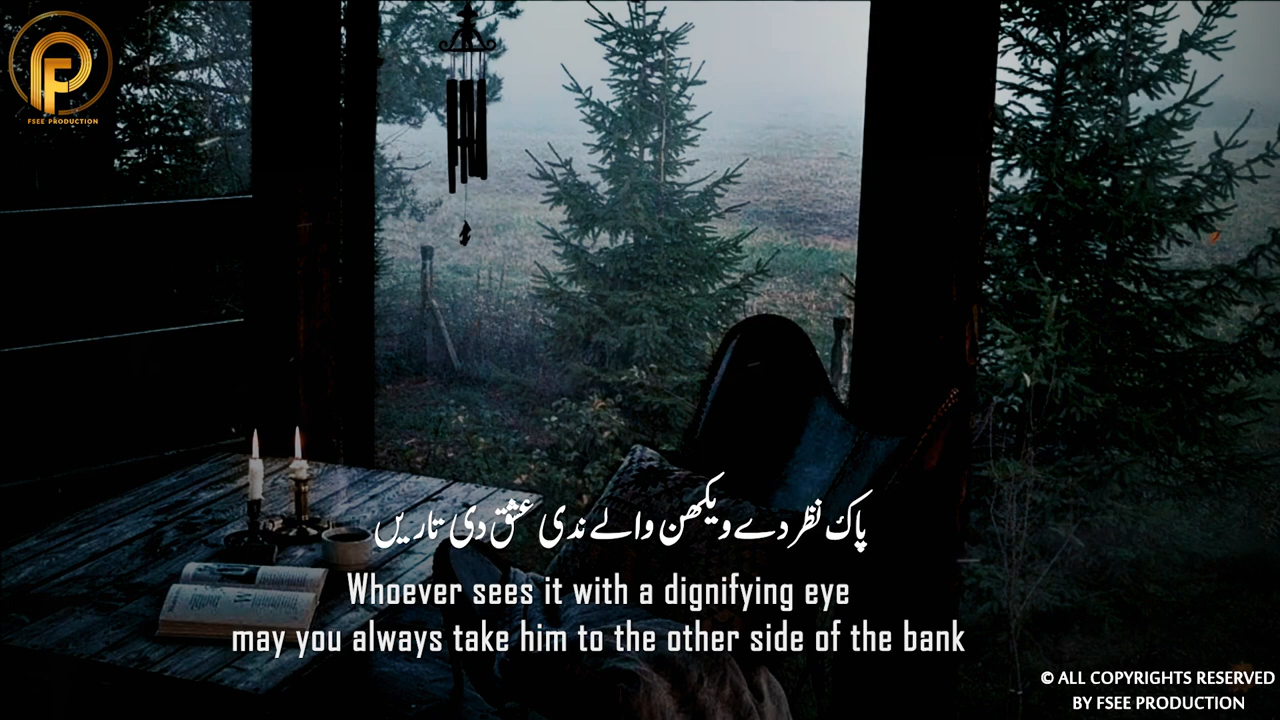 FSEE PRODUCTION
پاک نظر دے ویکھن والے ندی عشق دی تاریں
Whoever sees it with a dignifying eye
may you always take him to the other side of the bank
© ALL COPYRIGHTS RESERVED
BY FSEE PRODUCTION